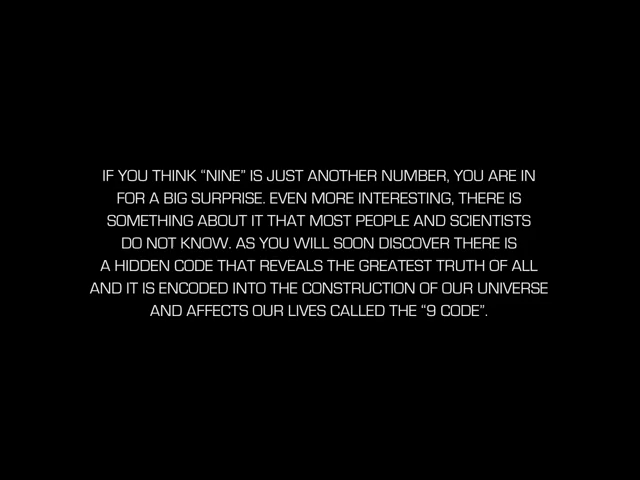 IF YOU THINK “NINE” IS JUST ANOTHER NUMBER, YOU ARE IN
FOR A BIG SURPRISE. EVEN MORE INTERESTING, THERE IS
SOMETHING ABOUT IT THAT MOST PEOPLE AND SCIENTISTS
DO NOT KNOW. AS YOU WILL SOON DISCOVER THERE IS
A HIDDEN CODE THAT REVEALS THE GREATEST TRUTH OF ALL
AND IT IS ENCODED INTO THE CONSTRUCTION OF OUR UNIVERSE
AND AFFECTS OUR LIVES CALLED THE “9 CODE”.